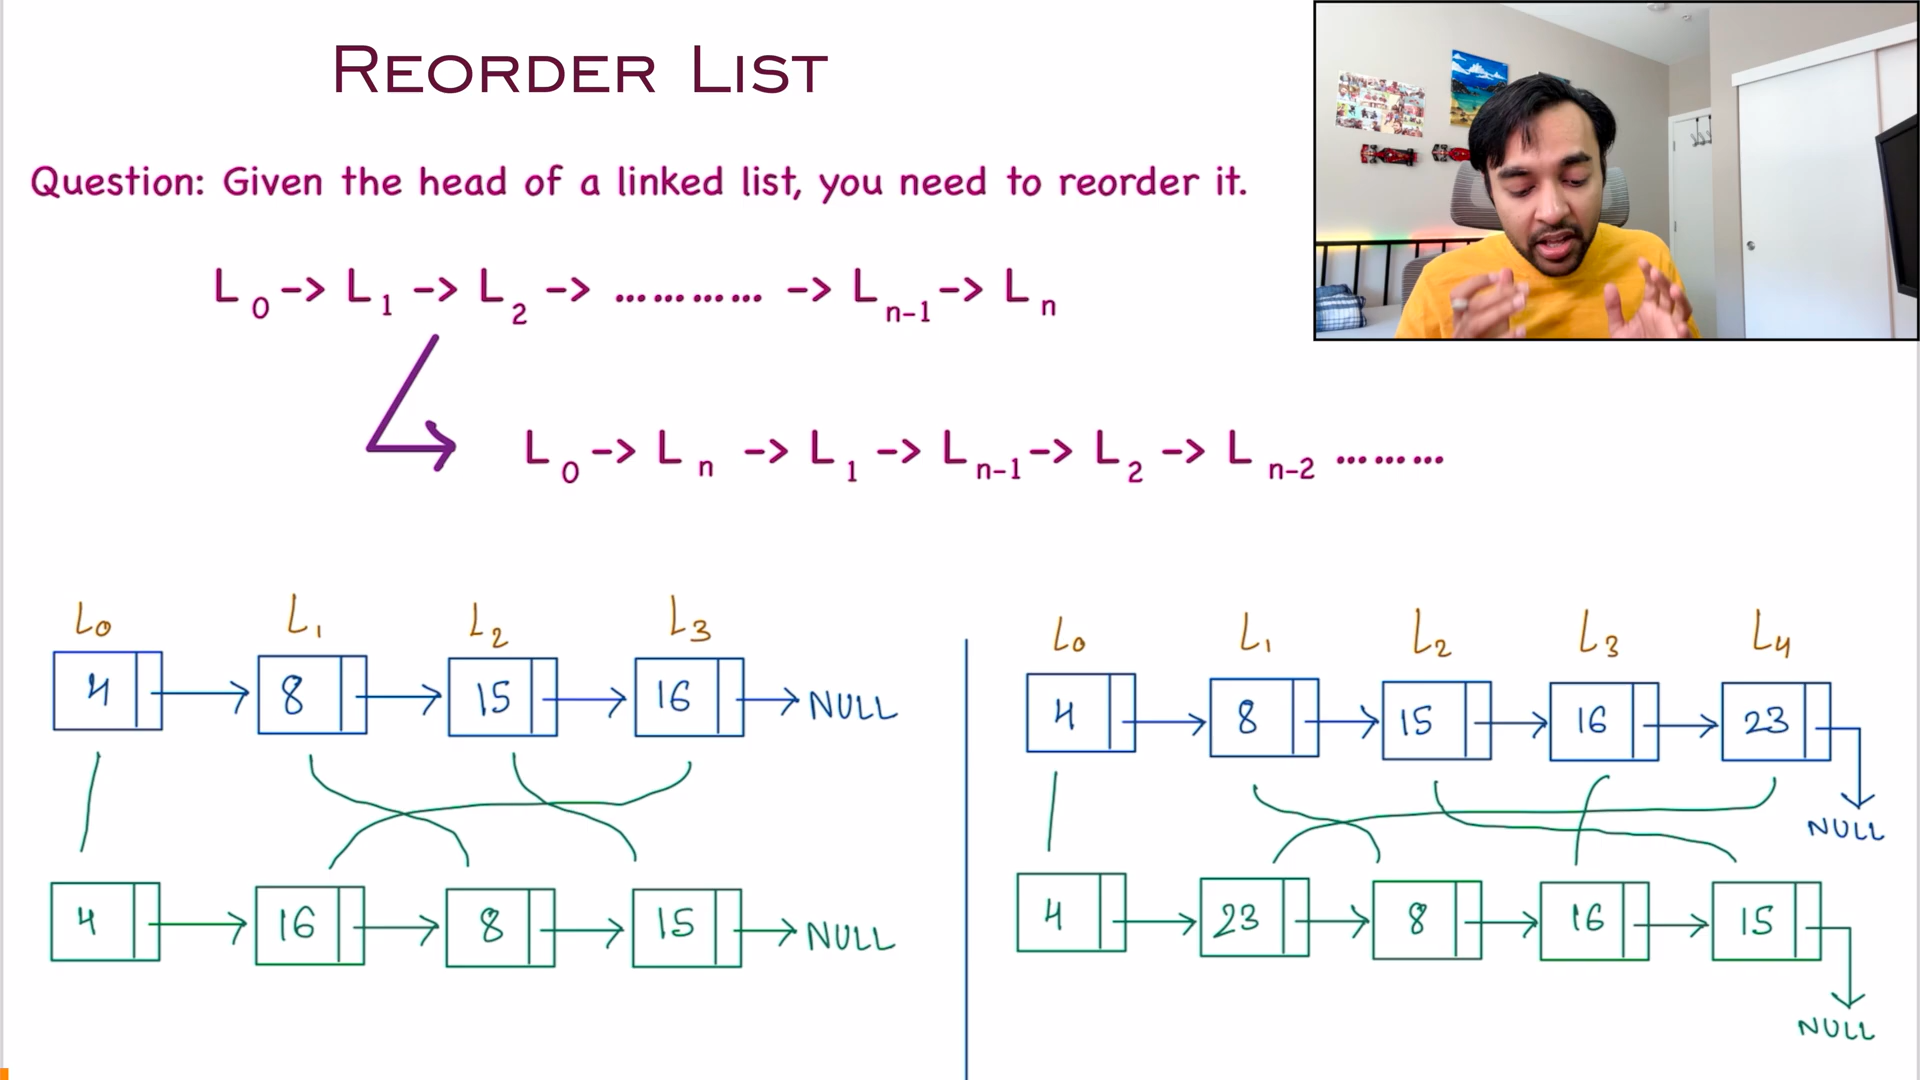 REORDER LIST
Question: Given the head of a linked list, you need to reorder it.
L0 -> L1 -> L2 -> ………… -> Ln-1 -> Ln
L0 -> Ln -> L1 -> Ln-1 -> L2 -> Ln-2 ………
L0 L1 L2 L3
4 8 15 16 NULL
4 16 8 15 NULL
L0 L1 L2 L3 L4
4 8 15 16 23
NULL
4 23 8 16 15
NULL